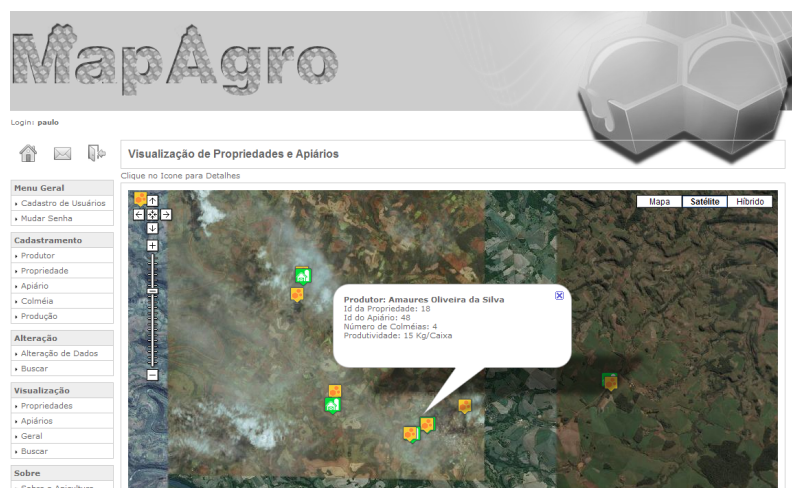 MapAgro
Login: paulo
Visualização de Propriedades e Apiários
Clique no Icone para Detalhes
Menu Geral
Cadastro de Usuários
Mudar Senha
Cadastramento
Produtor
Propriedade
Apiário
Colméia
Produção
Alteração
Alteração de Dados
Buscar
Visualização
Propriedades
Apiários
Geral
Buscar
Sobre
Sobre a Apicultura
Mapa Satélite Híbrido
Produtor: Amaures Oliveira da Silva
Id da Propriedade: 18
Id do Apiário: 48
Número de Colméias: 4
Produtividade: 15 Kg/Caixa